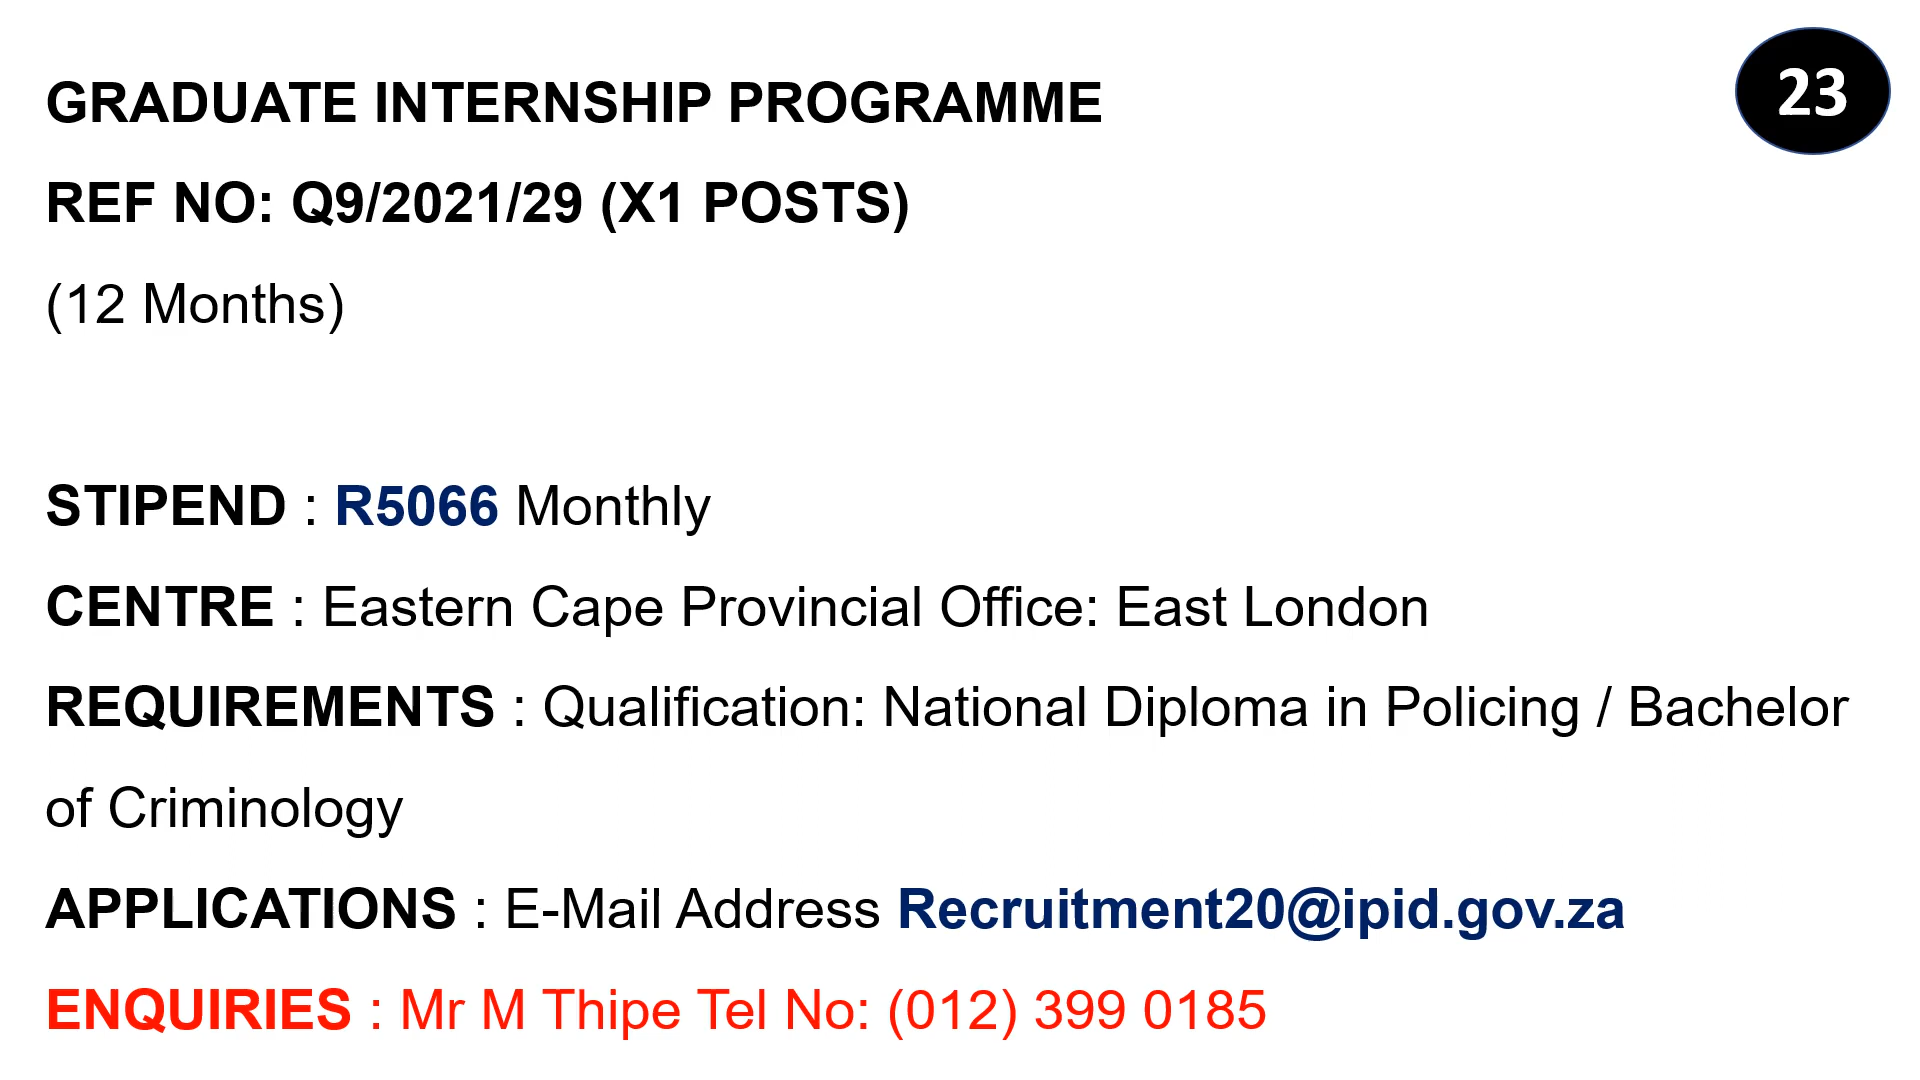 GRADUATE INTERNSHIP PROGRAMME
23
REF NO: Q9/2021/29 (X1 POSTS)
(12 Months)
STIPEND : R5066 Monthly
CENTRE : Eastern Cape Provincial Office: East London
REQUIREMENTS : Qualification: National Diploma in Policing / Bachelor
of Criminology
APPLICATIONS : E-Mail Address Recruitment20@ipid.gov.za
ENQUIRIES : Mr M Thipe Tel No: (012) 399 0185